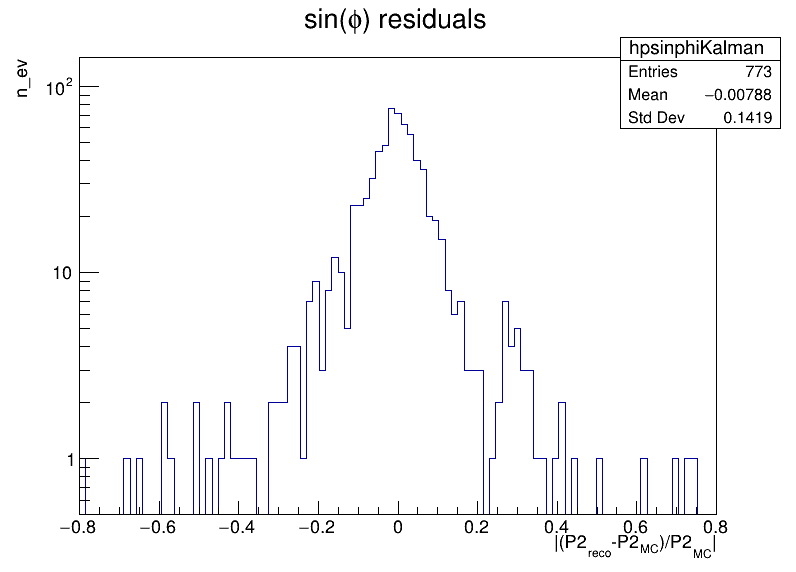 sin(ϕ) residuals
n_ev
hpsinphiKalman
Entries 773
Mean −0.00788
Std Dev 0.1419
10²
10
1
−0.8 −0.6 −0.4 −0.2 0 0.2 0.4 0.6 0.8
|(P2reco-P2MC)/P2MC|